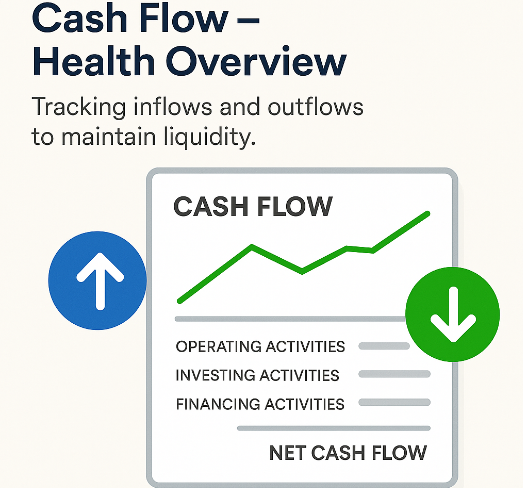 Cash Flow –
Health Overview
Tracking inflows and outflows
to maintain liquidity.
CASH FLOW
OPERATING ACTIVITIES
INVESTING ACTIVITIES
FINANCING ACTIVITIES
NET CASH FLOW